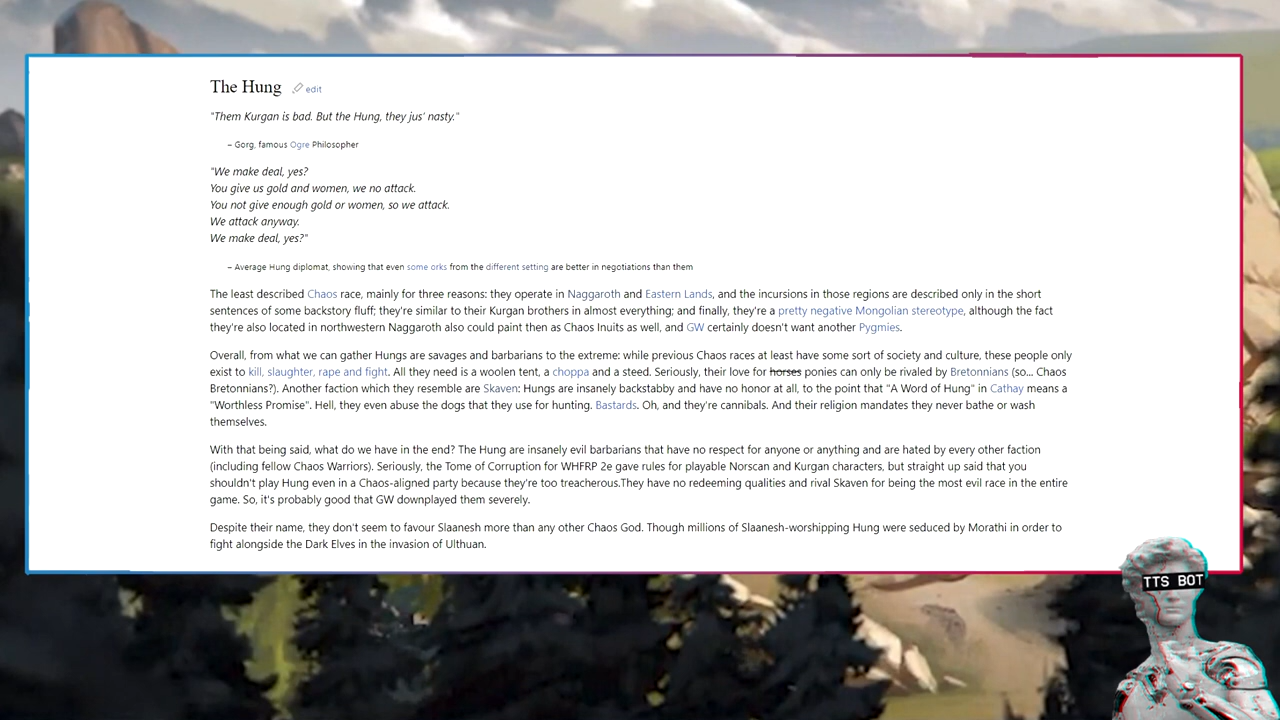 The Hung edit
"Them Kurgan is bad. But the Hung, they jus' nasty."
– Gorg, famous Ogre Philosopher
"We make deal, yes?
You give us gold and women, we no attack.
You not give enough gold or women, so we attack.
We attack anyway.
We make deal, yes?"
– Average Hung diplomat, showing that even some orks from the different setting are better in negotiations than them
The least described Chaos race, mainly for three reasons: they operate in Naggaroth and Eastern Lands, and the incursions in those regions are described only in the short
sentences of some backstory fluff; they're similar to their Kurgan brothers in almost everything; and finally, they're a pretty negative Mongolian stereotype, although the fact
they're also located in northwestern Naggaroth also could paint then as Chaos Inuits as well, and GW certainly doesn't want another Pygmies.
Overall, from what we can gather Hungs are savages and barbarians to the extreme: while previous Chaos races at least have some sort of society and culture, these people only
exist to kill, slaughter, rape and fight. All they need is a woolen tent, a choppa and a steed. Seriously, their love for horses ponies can only be rivaled by Bretonnians (so... Chaos
Bretonnians?). Another faction which they resemble are Skaven: Hungs are insanely backstabby and have no honor at all, to the point that "A Word of Hung" in Cathay means a
"Worthless Promise". Hell, they even abuse the dogs that they use for hunting. Bastards. Oh, and they're cannibals. And their religion mandates they never bathe or wash
themselves.
With that being said, what do we have in the end? The Hung are insanely evil barbarians that have no respect for anyone or anything and are hated by every other faction
(including fellow Chaos Warriors). Seriously, the Tome of Corruption for WHFRP 2e gave rules for playable Norscan and Kurgan characters, but straight up said that you
shouldn't play Hung even in a Chaos-aligned party because they're too treacherous.They have no redeeming qualities and rival Skaven for being the most evil race in the entire
game. So, it's probably good that GW downplayed them severely.
Despite their name, they don't seem to favour Slaanesh more than any other Chaos God. Though millions of Slaanesh-worshipping Hung were seduced by Morathi in order to
fight alongside the Dark Elves in the invasion of Ulthuan.
TTS BOT